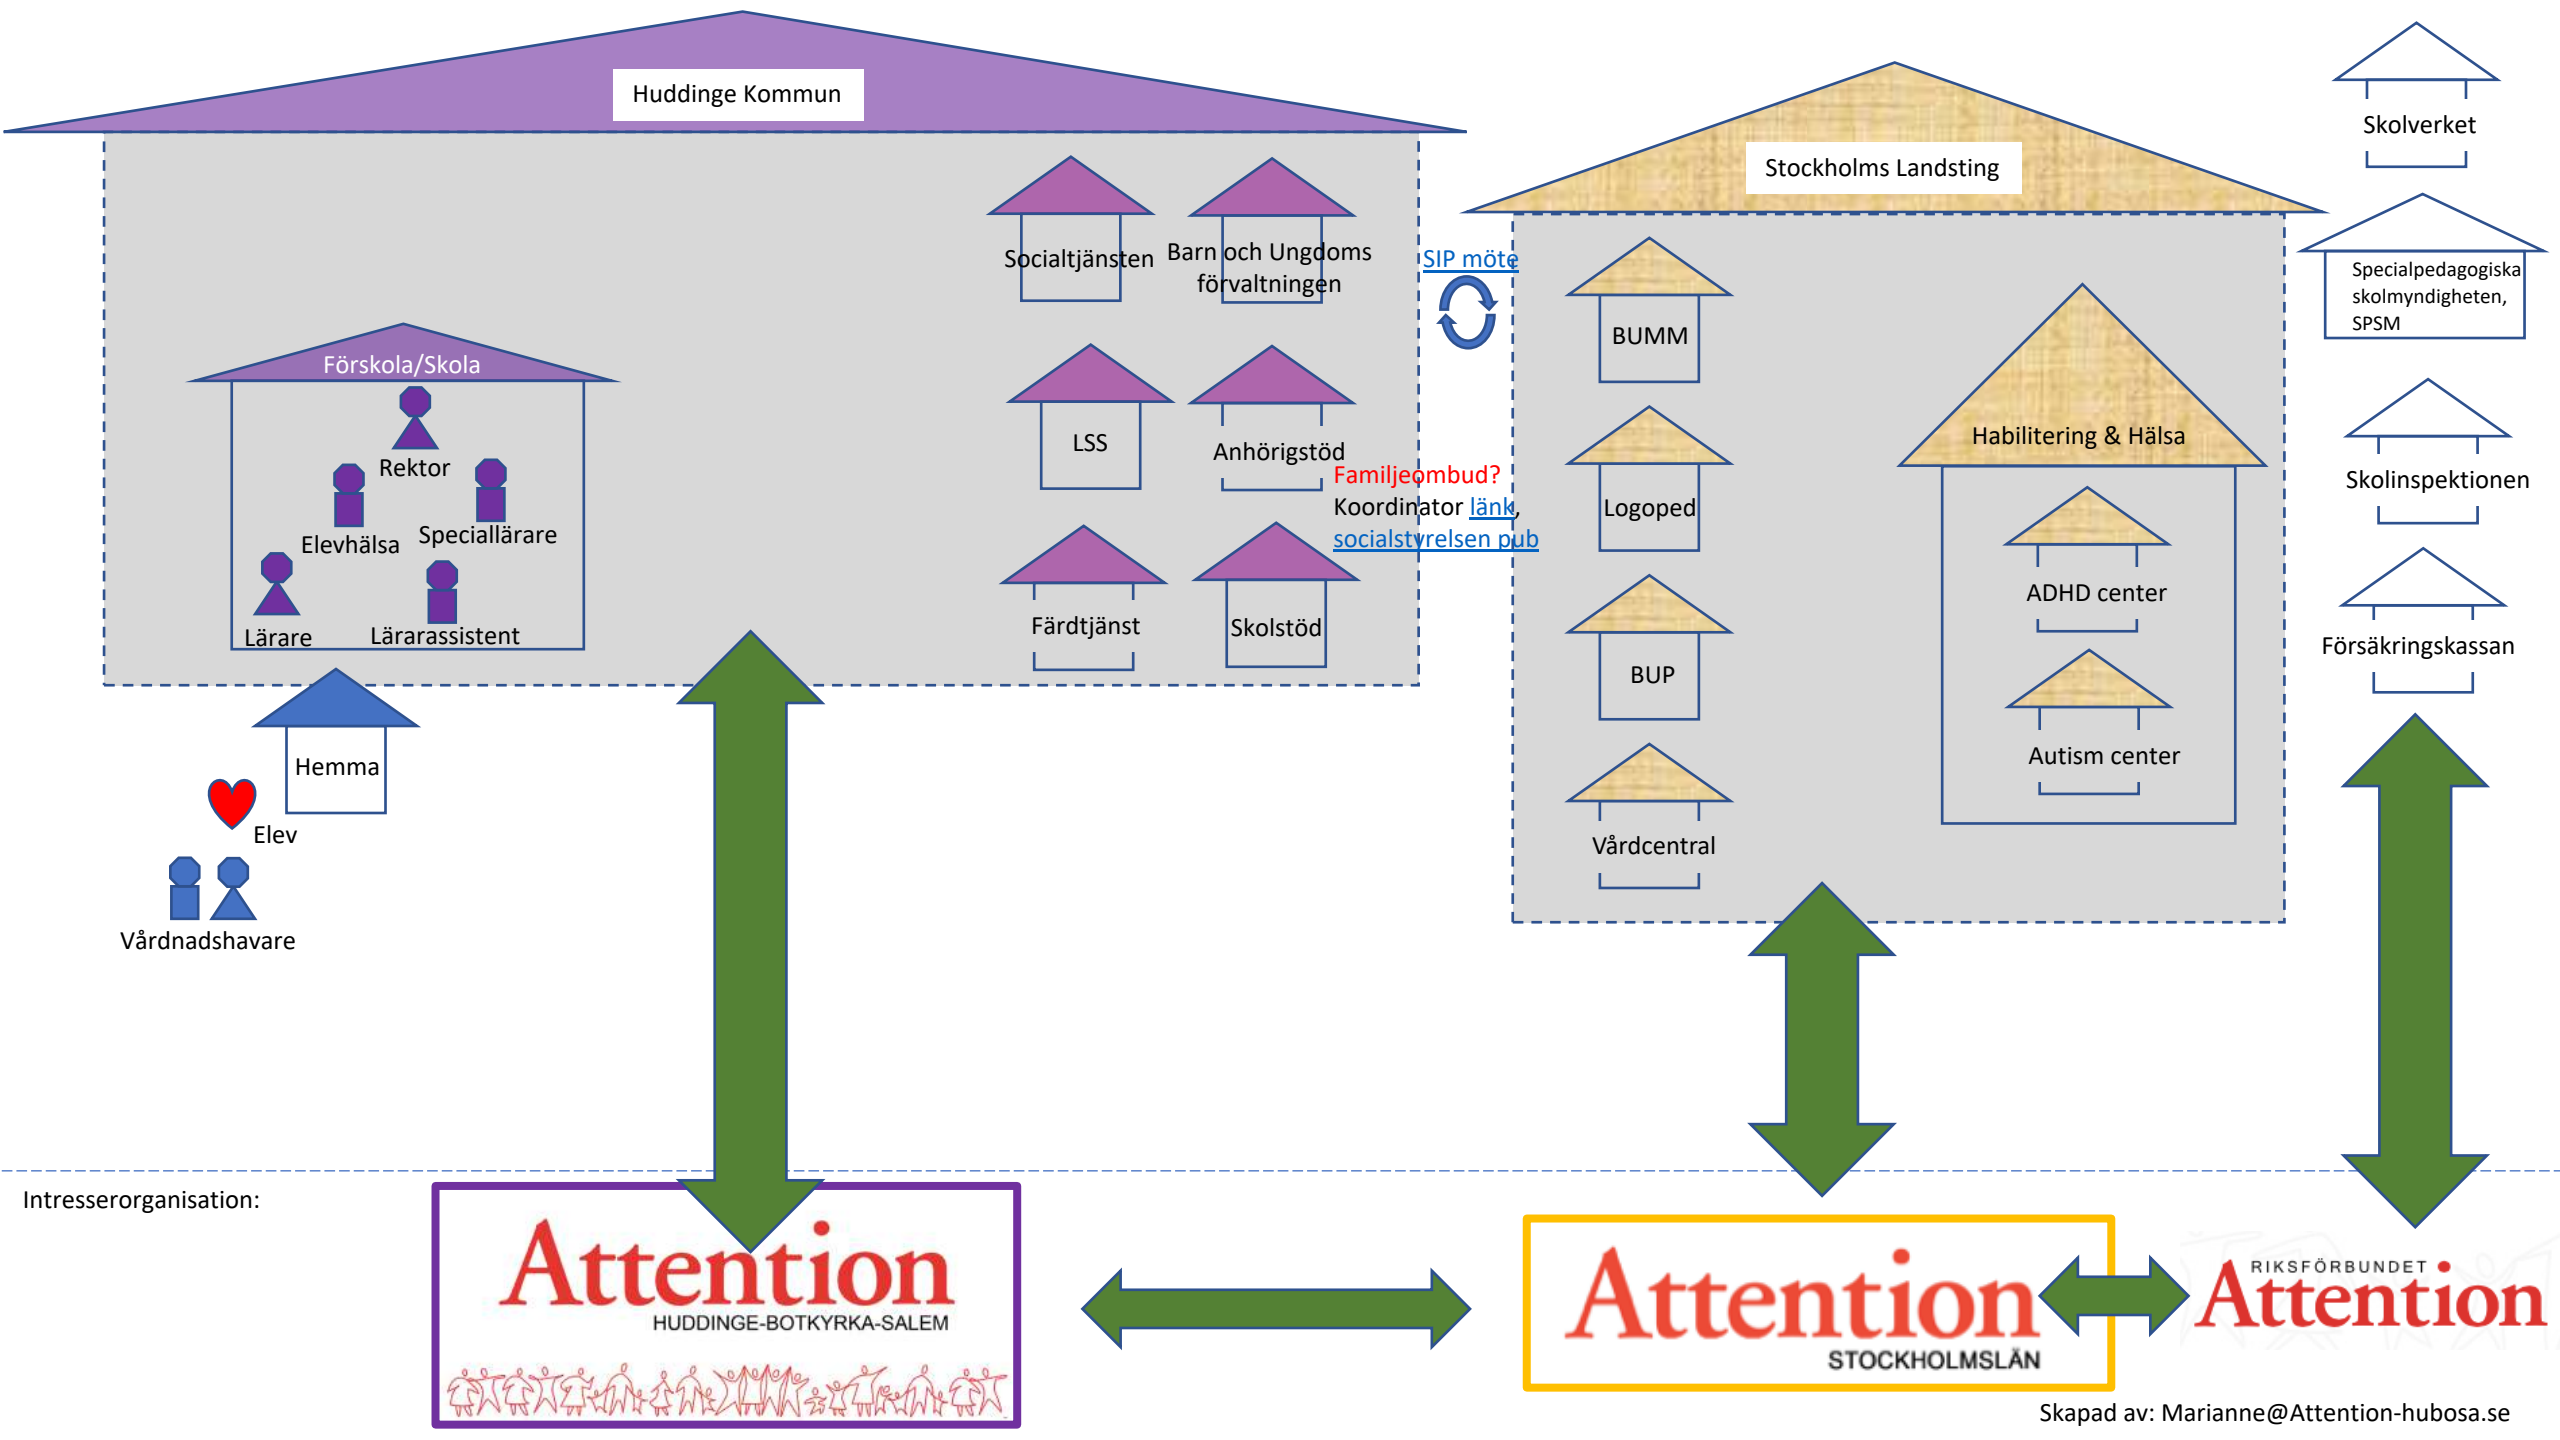 Huddinge Kommun
Stockholms Landsting
Skolverket
Socialtjänsten
Barn och Ungdoms
förvaltningen
SIP möte
Specialpedagogiska
skolmyndigheten,
SPSM
BUMM
Förskola/Skola
Rektor
Elevhälsa
Speciallärare
Lärare
Lärarassistent
LSS
Anhörigstöd
Familjeombud?
Koordinator länk,
socialstyrelsen pub
Färdtjänst
Skolstöd
Logoped
BUP
Vårdcentral
Habilitering & Hälsa
ADHD center
Autism center
Skolinspektionen
Försäkringskassan
Hemma
Elev
Vårdnadshavare
Intresserorganisation:
Attention
HUDDINGE-BOTKYRKA-SALEM
Attention
STOCKHOLMSLÄN
RIKSFÖRBUNDET
Attention
Skapad av: Marianne@Attention-hubosa.se